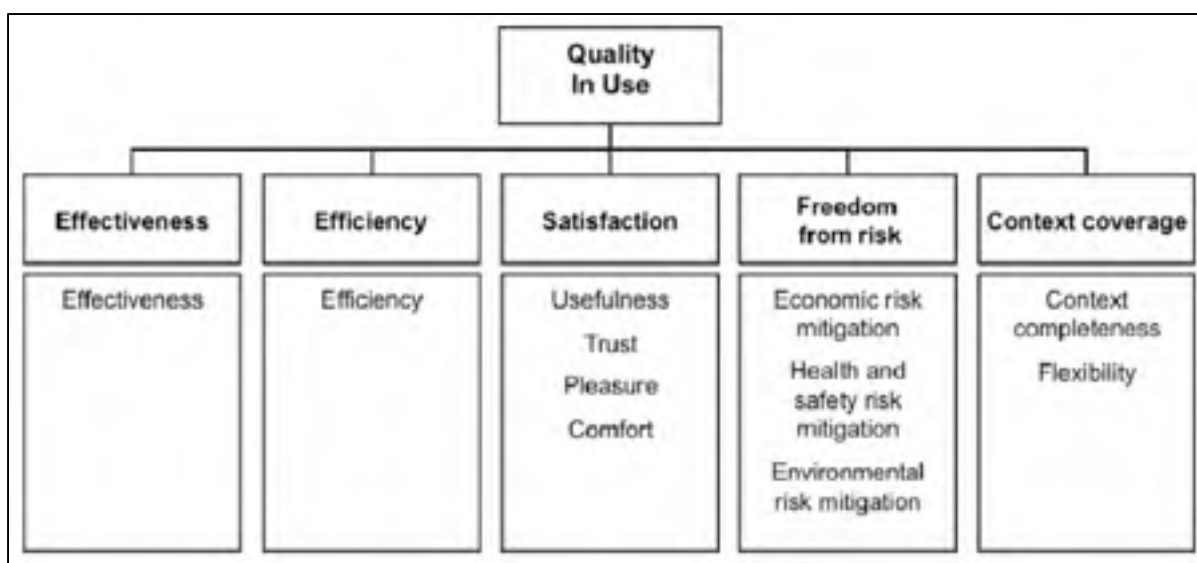 Quality
In Use
Effectiveness
Efficiency
Satisfaction
Freedom
from risk
Context coverage
Effectiveness
Efficiency
Usefulness
Trust
Pleasure
Comfort
Economic risk
mitigation
Health and
safety risk
mitigation
Environmental
risk mitigation
Context
completeness
Flexibility